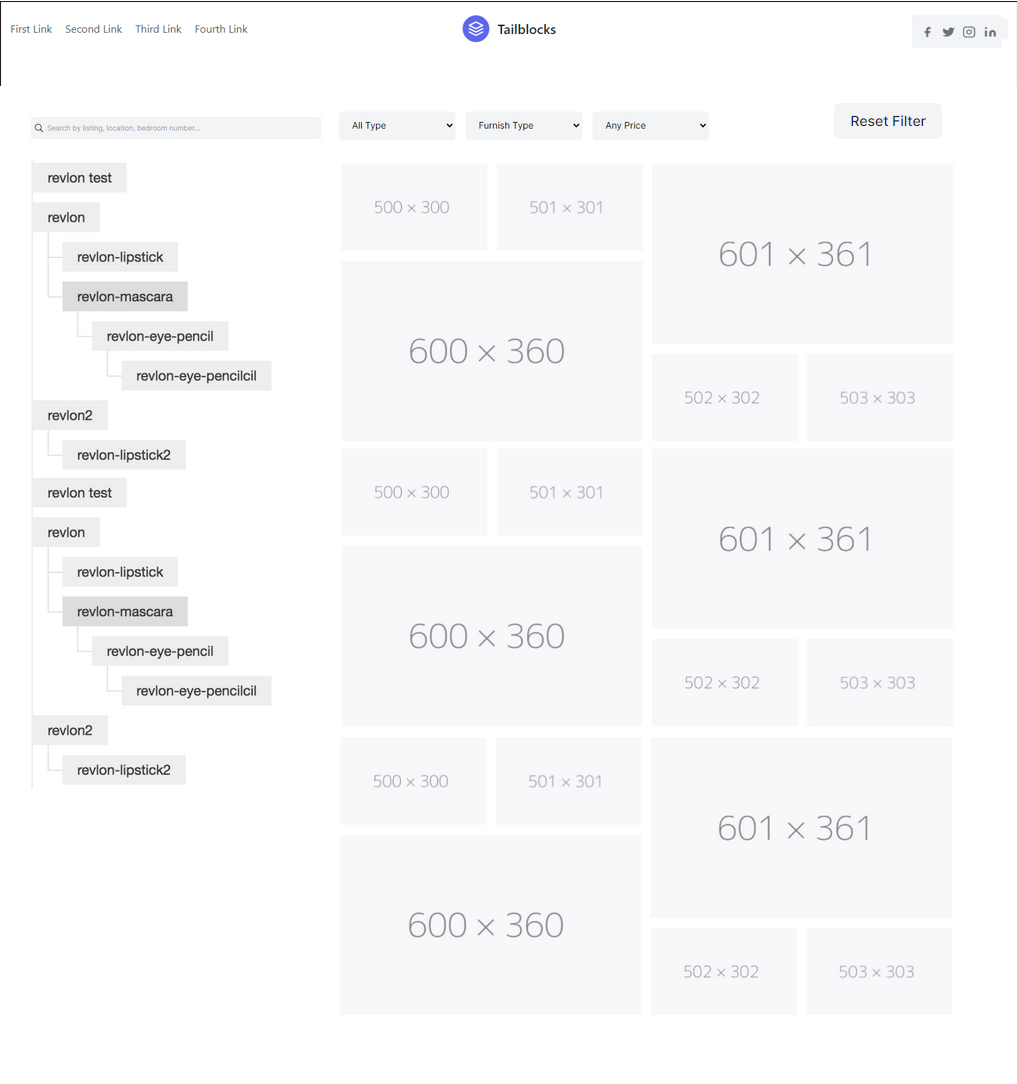 First Link Second Link Third Link Fourth Link
Tailblocks
Search by listing, location, bedroom number...
All Type
Furnish Type
Any Price
Reset Filter
revlon test
revlon
revlon-lipstick
revlon-mascara
revlon-eye-pencil
revlon-eye-pencilcil
revlon2
revlon-lipstick2
revlon test
revlon
revlon-lipstick
revlon-mascara
revlon-eye-pencil
revlon-eye-pencilcil
revlon2
revlon-lipstick2
500 × 300
501 × 301
600 × 360
601 × 361
502 × 302
503 × 303
500 × 300
501 × 301
600 × 360
601 × 361
502 × 302
503 × 303
500 × 300
501 × 301
600 × 360
601 × 361
502 × 302
503 × 303